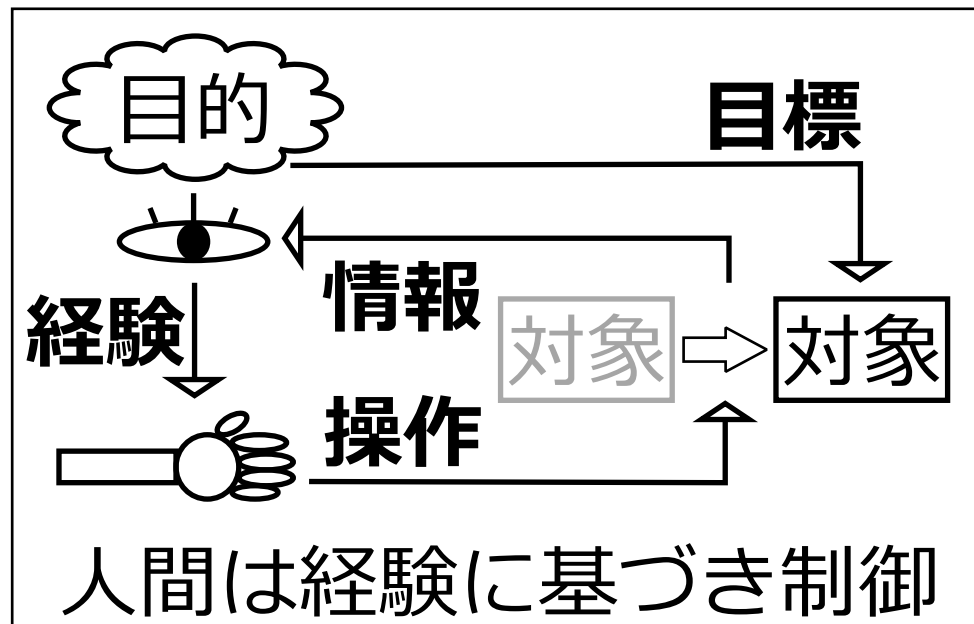 目的
目標
情報
経験
対象
対象
操作
人間は経験に基づき制御